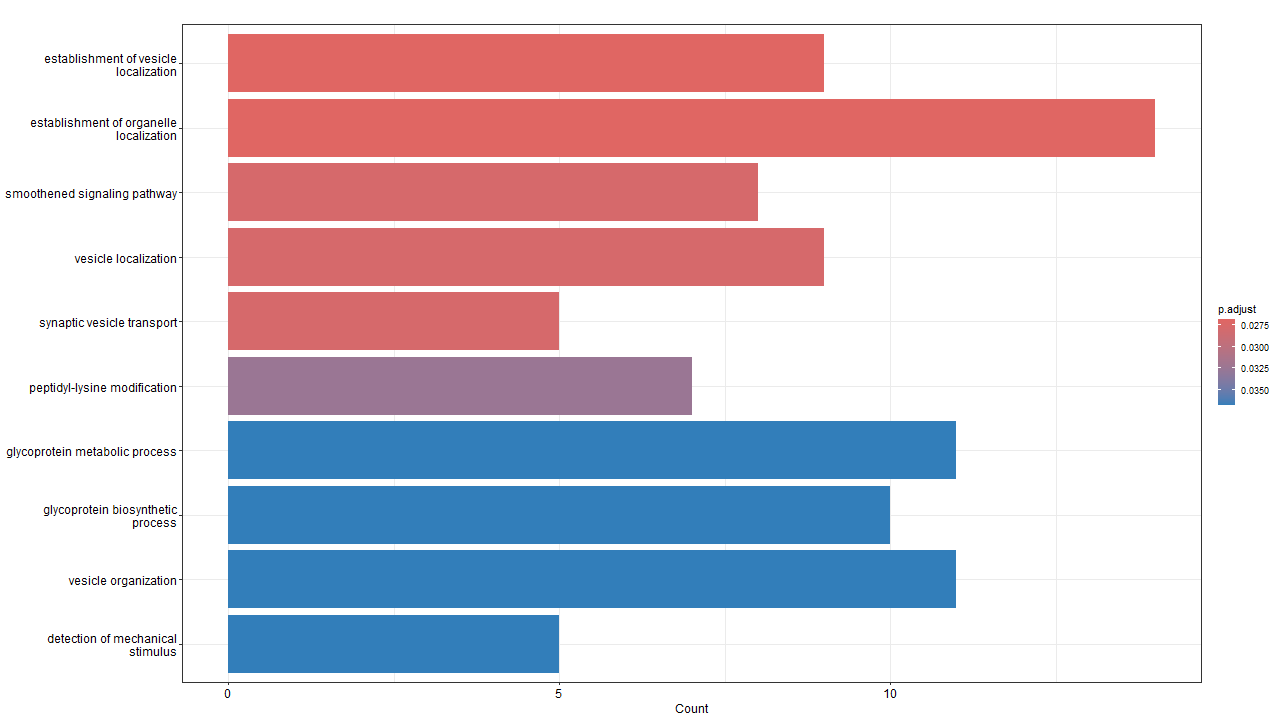 establishment of vesicle
localization
establishment of organelle
localization
smoothened signaling pathway
vesicle localization
synaptic vesicle transport
peptidyl-lysine modification
glycoprotein metabolic process
glycoprotein biosynthetic
process
vesicle organization
detection of mechanical
stimulus
0 5 10
Count
p.adjust
0.0275
0.0300
0.0325
0.0350